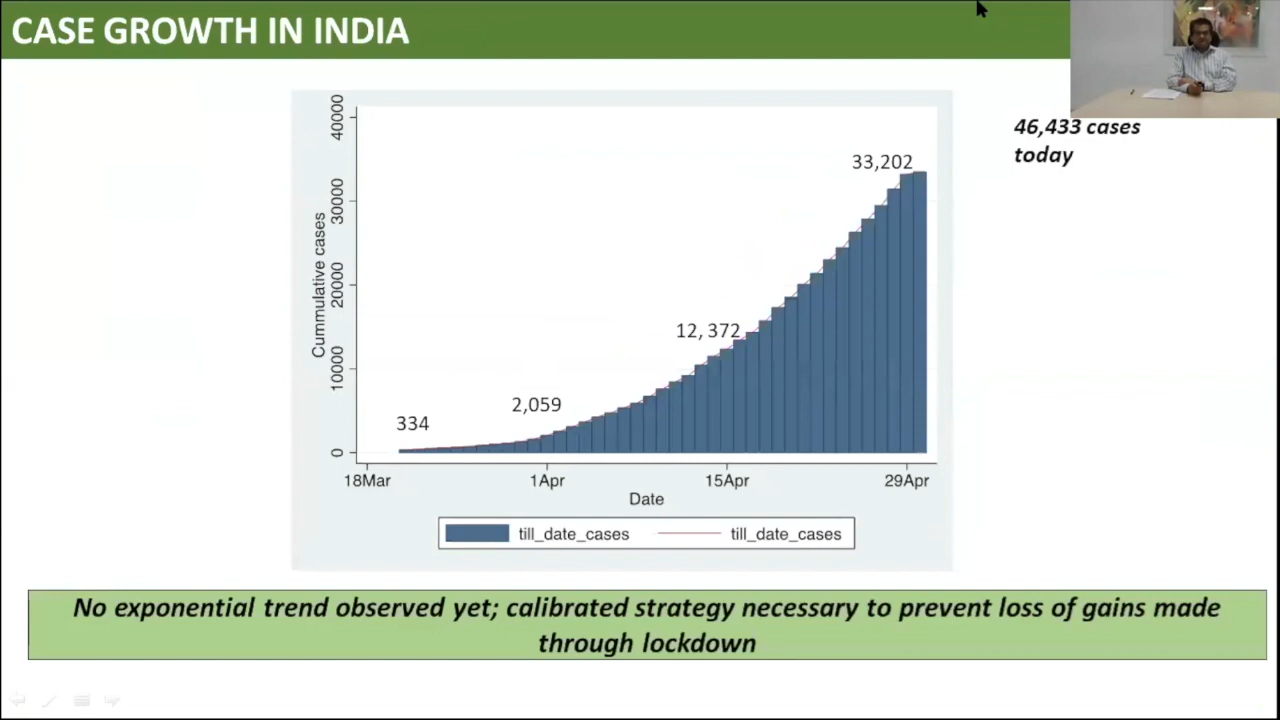 CASE GROWTH IN INDIA
46,433 cases
today
40000
30000
20000
10000
0
Cummulative cases
33,202
12, 372
2,059
334
18Mar
1Apr
15Apr
29Apr
Date
till_date_cases
till_date_cases
No exponential trend observed yet; calibrated strategy necessary to prevent loss of gains made
through lockdown